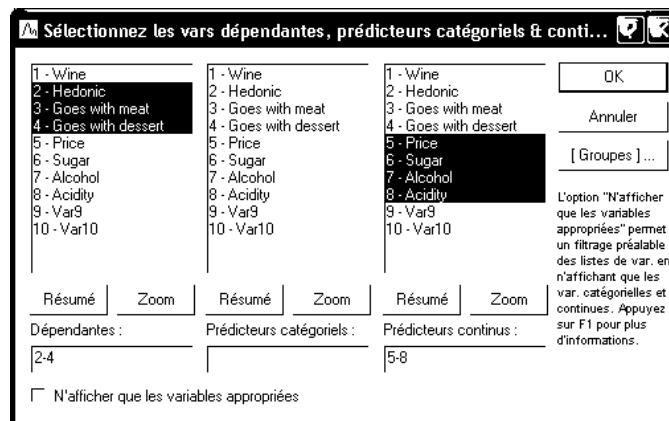 Sélectionnez les vars dépendantes, prédicteurs catégoriels & conti...
1 - Wine
2 - Hedonic
3 - Goes with meat
4 - Goes with dessert
5 - Price
6 - Sugar
7 - Alcohol
8 - Acidity
9 - Var9
10 - Var10
1 - Wine
2 - Hedonic
3 - Goes with meat
4 - Goes with dessert
5 - Price
6 - Sugar
7 - Alcohol
8 - Acidity
9 - Var9
10 - Var10
1 - Wine
2 - Hedonic
3 - Goes with meat
4 - Goes with dessert
5 - Price
6 - Sugar
7 - Alcohol
8 - Acidity
9 - Var9
10 - Var10
OK
Annuler
[ Groupes ] ...
L'option "N'afficher
que les variables
appropriées" permet
un filtrage préalable
des listes de var. en
n'affichant que les
var. catégorielles et
continues. Appuyez
sur F1 pour plus
d'informations.
Résumé Zoom Résumé Zoom Résumé Zoom
Dépendantes : Prédicteurs catégoriels : Prédicteurs continus :
2-4 5-8
N'afficher que les variables appropriées